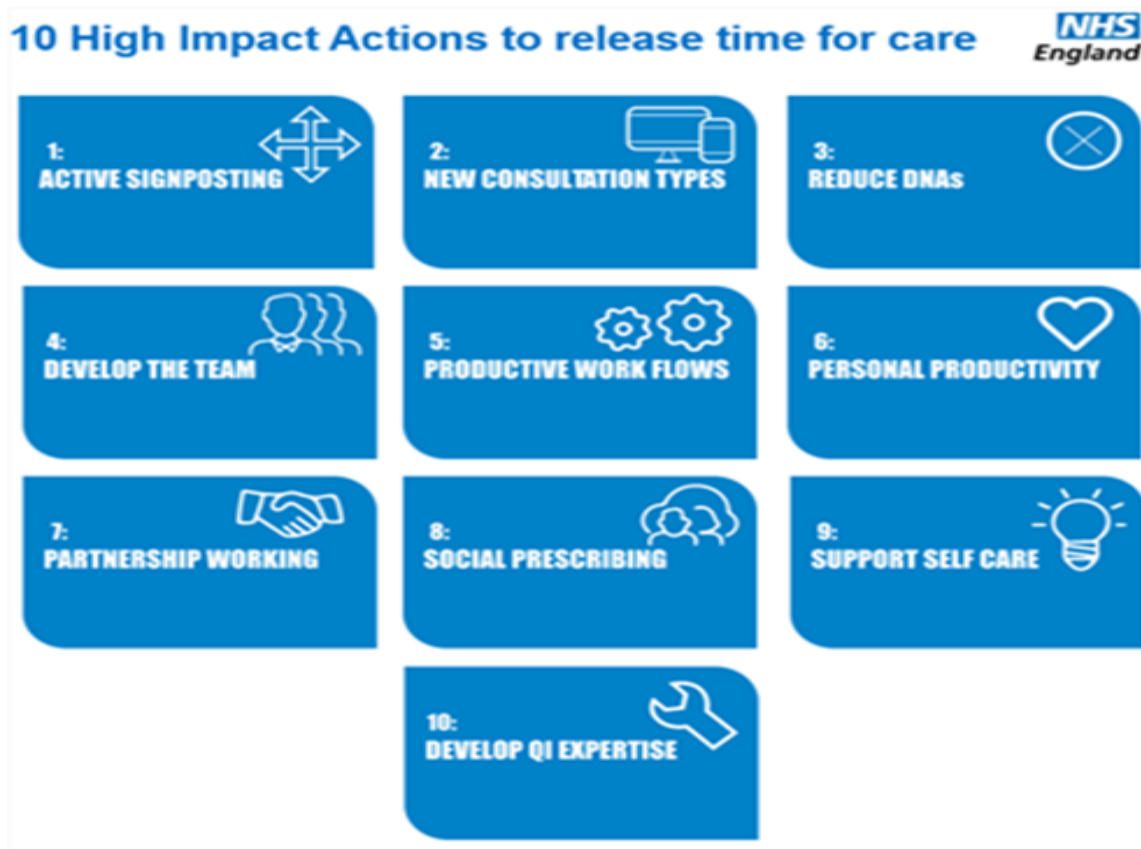 10 High Impact Actions to release time for care
NHS
England
1:
ACTIVE SIGNPOSTING
2:
NEW CONSULTATION TYPES
3:
REDUCE DNAs
4:
DEVELOP THE TEAM
5:
PRODUCTIVE WORK FLOWS
6:
PERSONAL PRODUCTIVITY
7:
PARTNERSHIP WORKING
8:
SOCIAL PRESCRIBING
9:
SUPPORT SELF CARE
10:
DEVELOP QI EXPERTISE